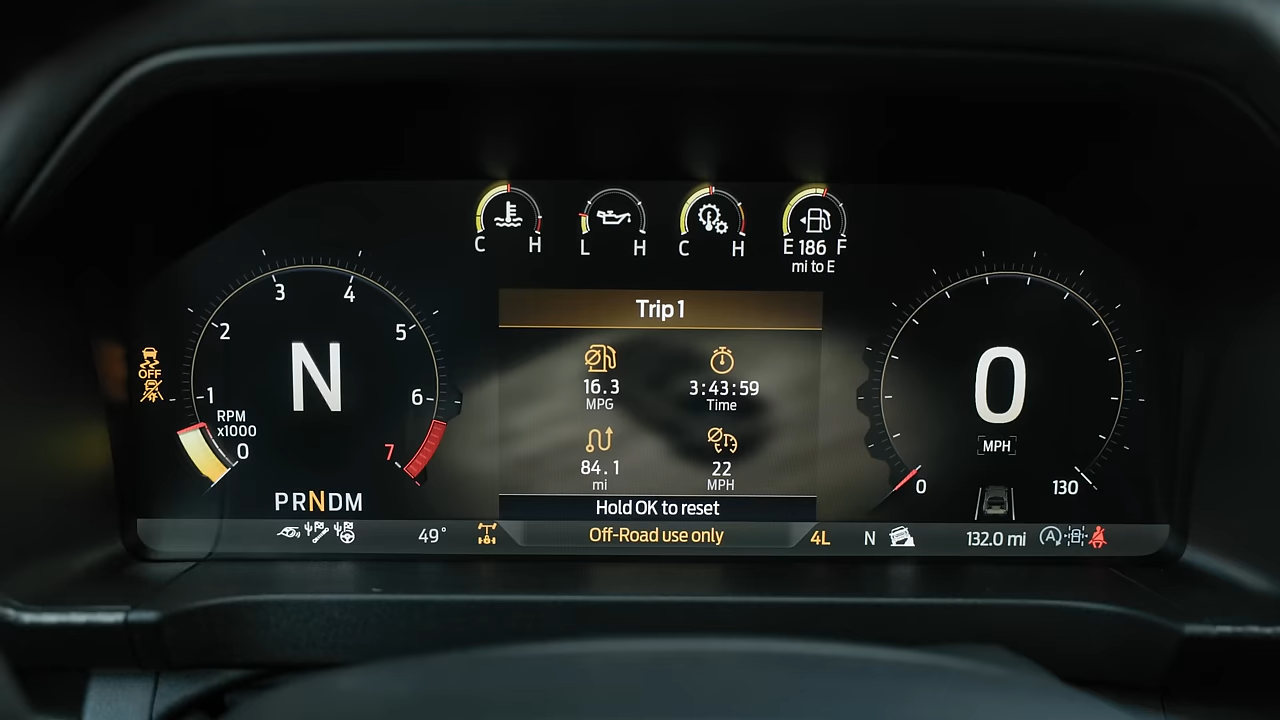 C H
L H
C H
E 186 F
mi to E
Trip 1
16.3
MPG
3:43:59
Time
84.1
mi
22
MPH
Hold OK to reset
Off-Road use only
OFF
0
1
2
3
4
5
6
7
RPM
x1000
N
PRNDM
49°
4L
N
132.0 mi
A
0
MPH
0
130